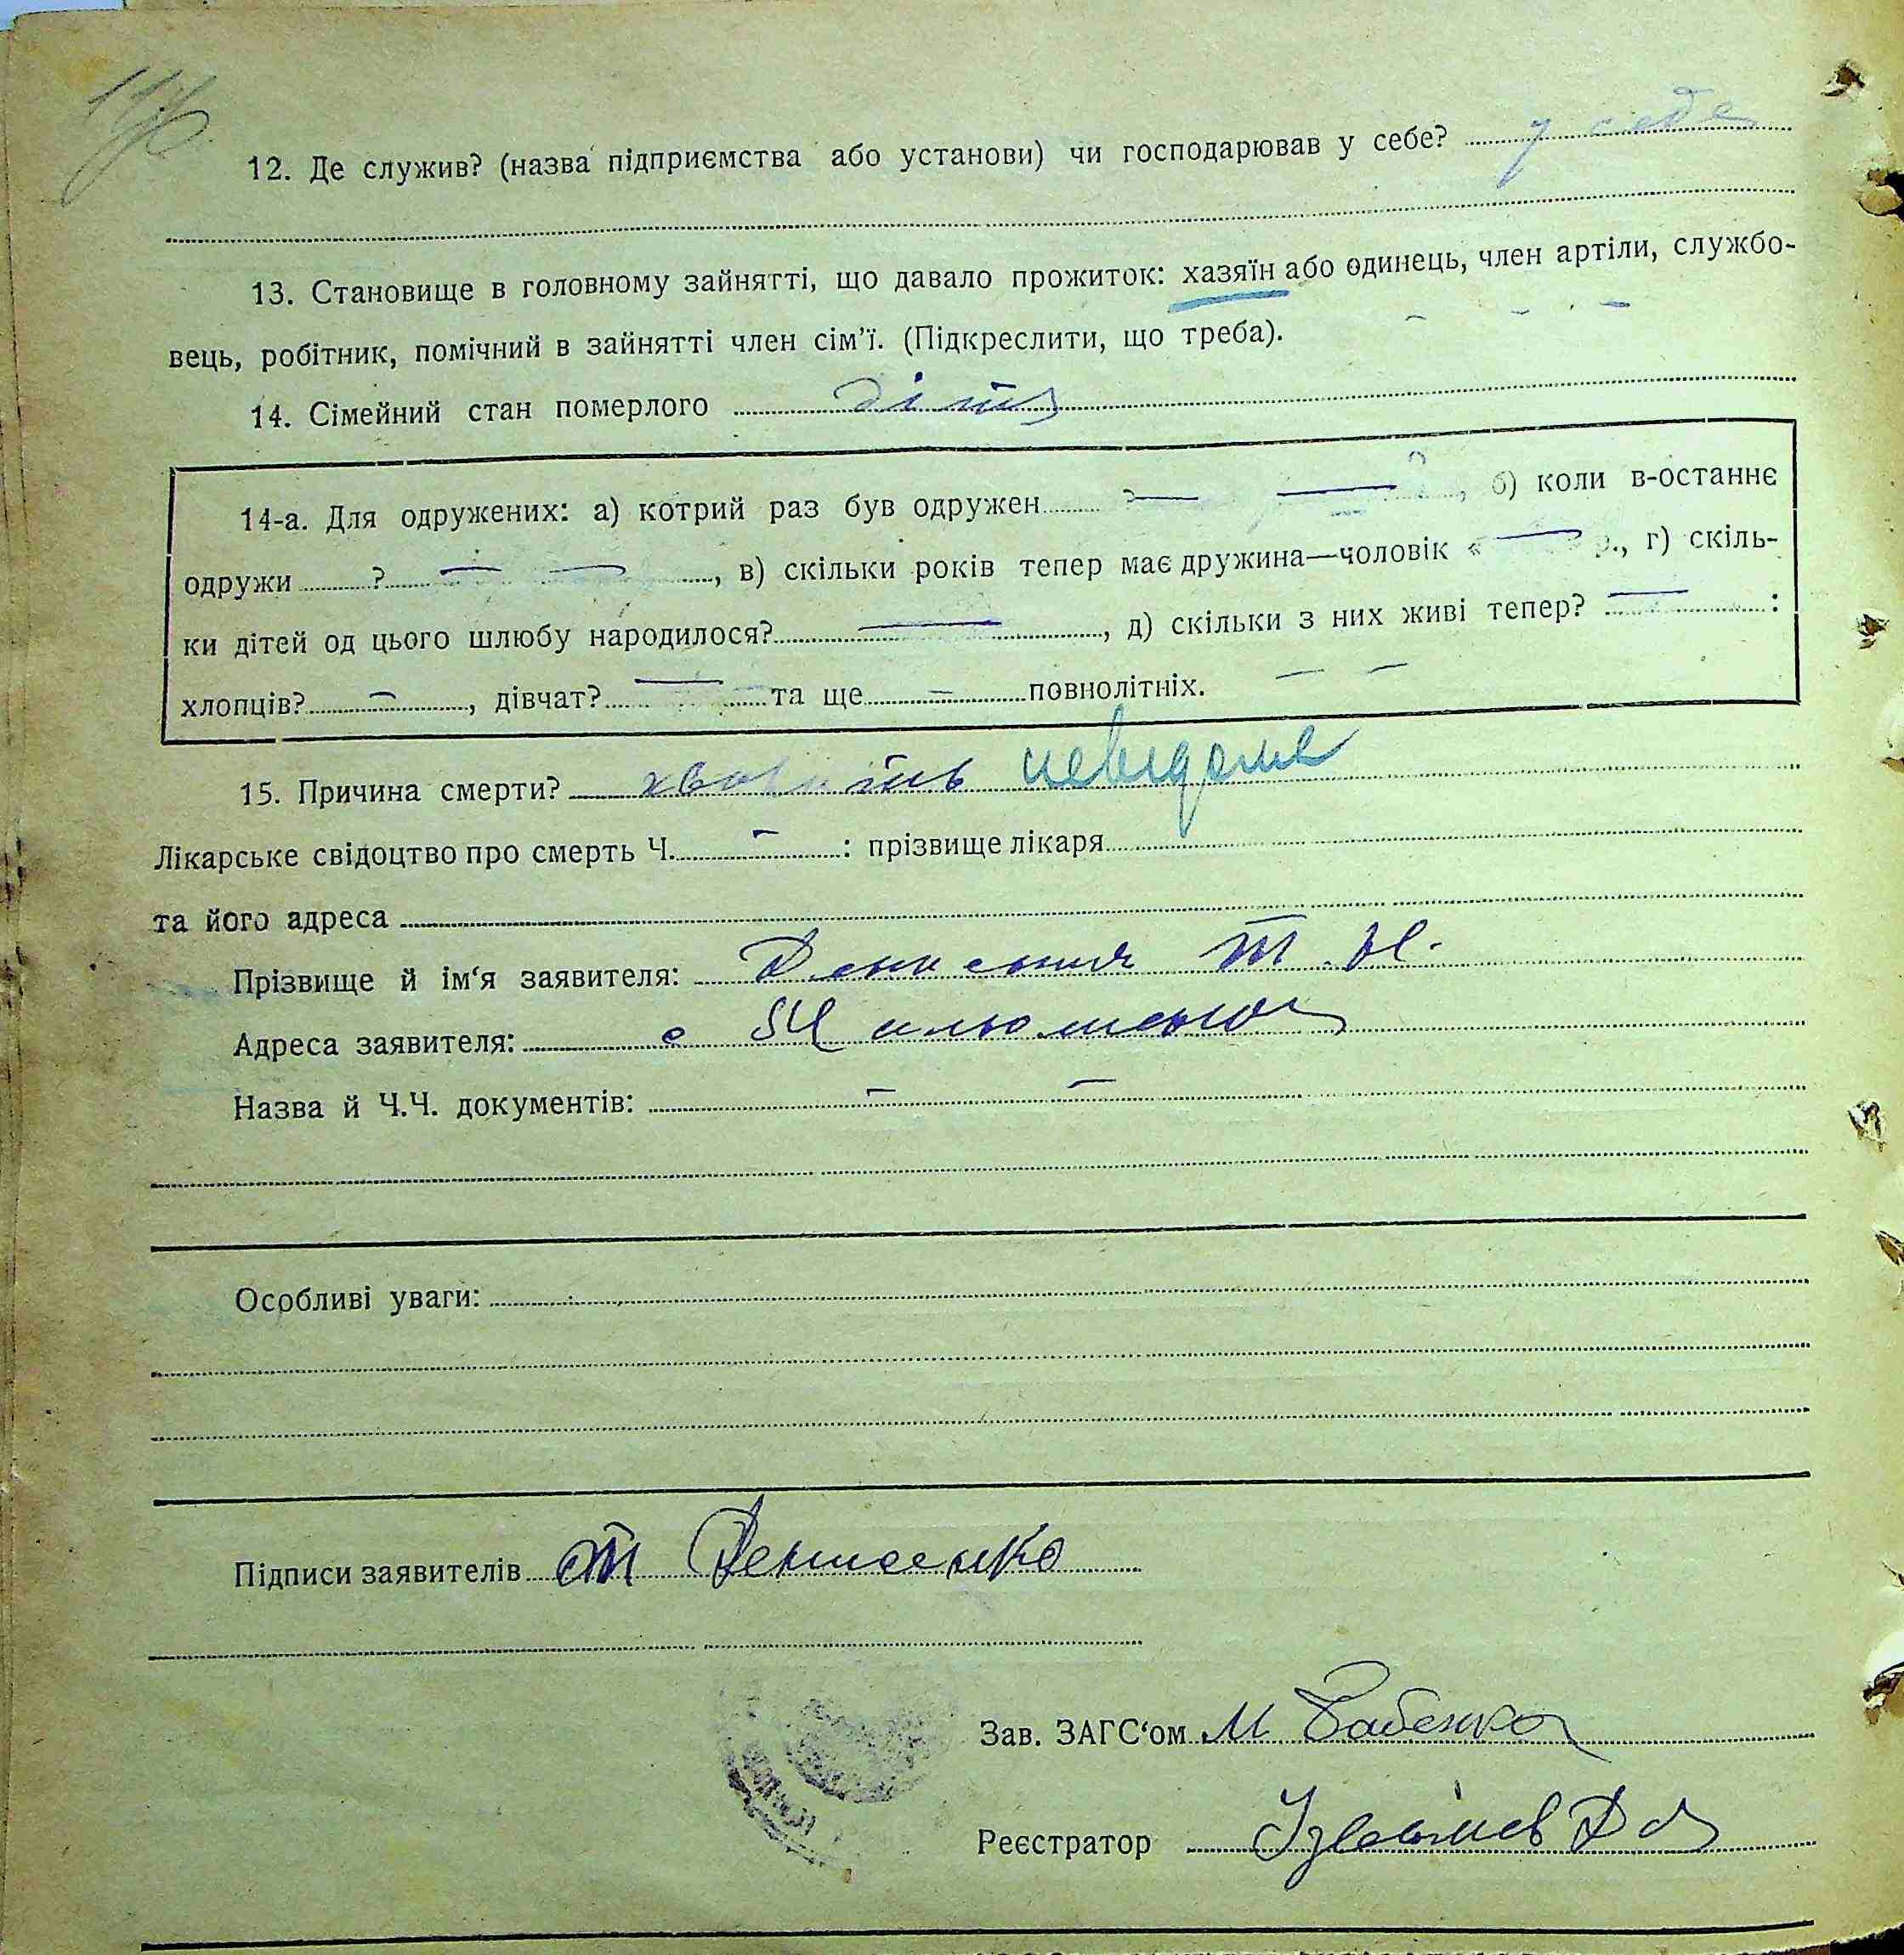 12. Де служив? (назва підприємства або установи) чи господарював у себе? у себе
13. Становище в головному зайнятті, що давало прожиток: хазяїн або одинець, член артіли, службо-
вець, робітник, помічний в зайнятті член сім'ї. (Підкреслити, що треба).
14. Сімейний стан померлого дітя
14-а. Для одружених: а) котрий раз був одружен ? — —, б) коли в-останнє
одружи ? — —, в) скільки років тепер має дружина—чоловік « — р., г) скіль-
ки дітей од цього шлюбу народилося? —, д) скільки з них живі тепер? — :
хлопців? —, дівчат? — та ще — повнолітніх. — —
15. Причина смерти? невідома
Лікарське свідоцтво про смерть Ч. — : прізвище лікаря
та його адреса
Прізвище й ім'я заявителя: Т. Н.
Адреса заявителя: с
Назва й Ч.Ч. документів: — —
Особливі уваги:
Підписи заявителів Т Денисенко
Зав. ЗАГС'ом М Бабенко
Реєстратор